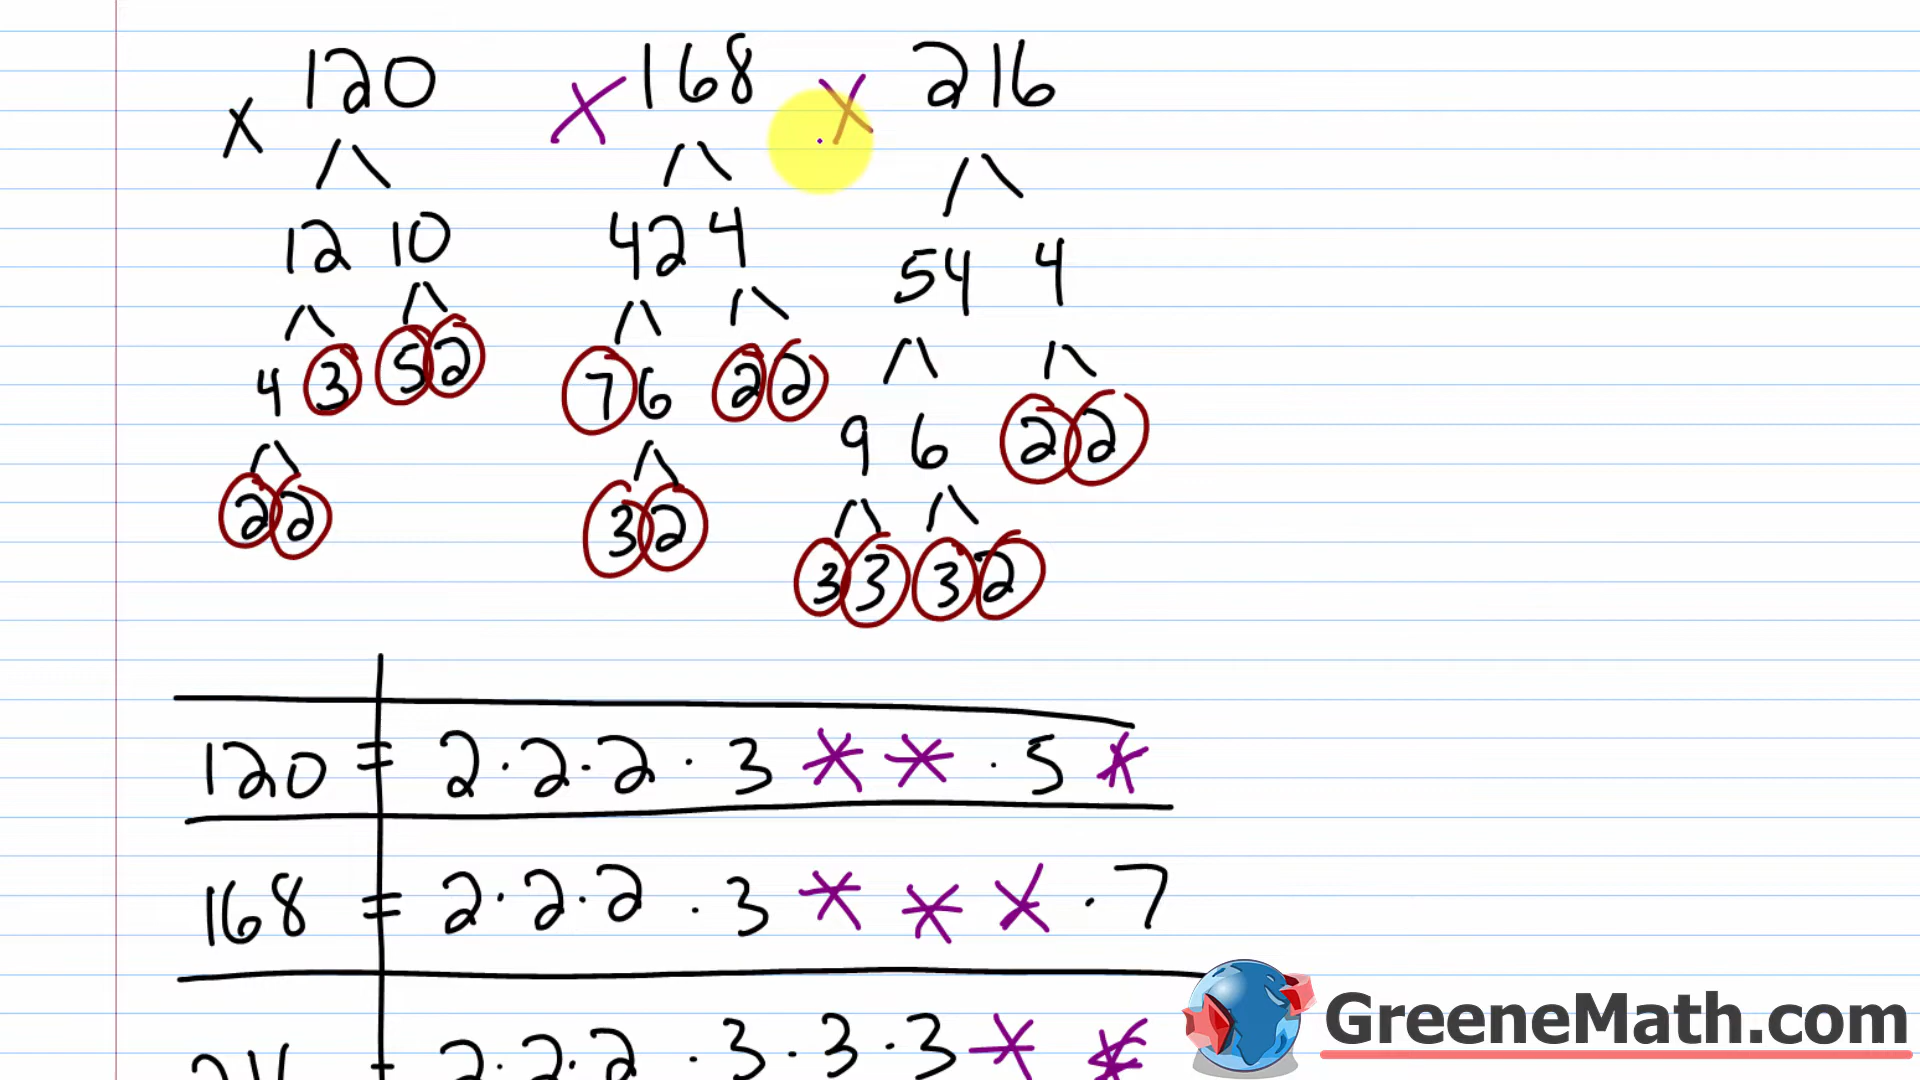 120 168 216
x x x
12 10 42 4 54 4
4 3 5 2 7 6 2 2 9 6 2 2
2 2 3 2 3 3 3 2
120 = 2 · 2 · 2 · 3 * * · 5 *
168 = 2 · 2 · 2 · 3 * * * · 7
216 = 2 · 2 · 2 · 3 · 3 · 3 * *
GreeneMath.com